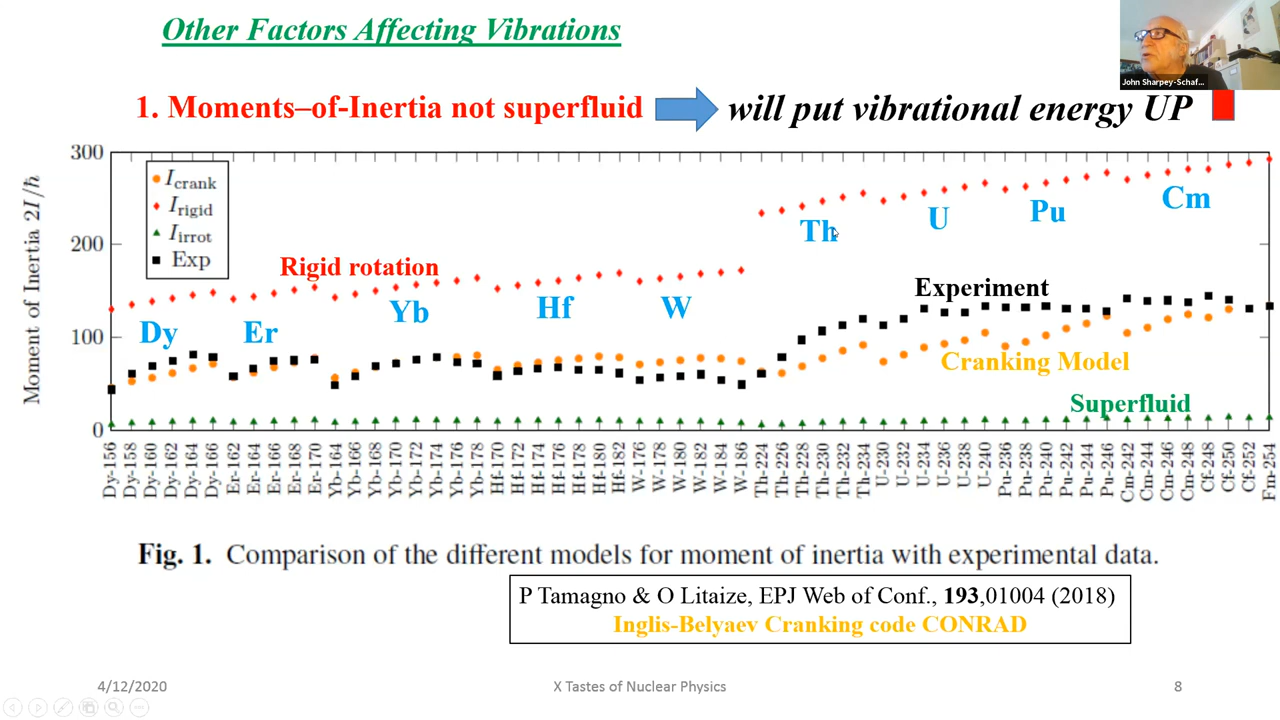 Other Factors Affecting Vibrations
John Sharpey-Schaf...
1. Moments–of-Inertia not superfluid
will put vibrational energy UP
Moment of Inertia 2I/ℏ
300
200
100
0
I_crank
I_rigid
I_irrot
Exp
Rigid rotation
Dy
Er
Yb
Hf
W
Th
U
Pu
Cm
Experiment
Cranking Model
Superfluid
Dy-156
Dy-158
Dy-160
Dy-162
Dy-164
Dy-166
Er-162
Er-164
Er-166
Er-168
Er-170
Yb-164
Yb-166
Yb-168
Yb-170
Yb-172
Yb-174
Yb-176
Yb-178
Hf-170
Hf-172
Hf-174
Hf-176
Hf-178
Hf-180
Hf-182
W-176
W-178
W-180
W-182
W-184
W-186
Th-224
Th-226
Th-228
Th-230
Th-232
Th-234
U-230
U-232
U-234
U-236
U-238
U-240
Pu-236
Pu-238
Pu-240
Pu-242
Pu-244
Pu-246
Cm-242
Cm-244
Cm-246
Cm-248
Cf-248
Cf-250
Cf-252
Fm-254
Fig. 1. Comparison of the different models for moment of inertia with experimental data.
P Tamagno & O Litaize, EPJ Web of Conf., 193,01004 (2018)
Inglis-Belyaev Cranking code CONRAD
4/12/2020
X Tastes of Nuclear Physics
8